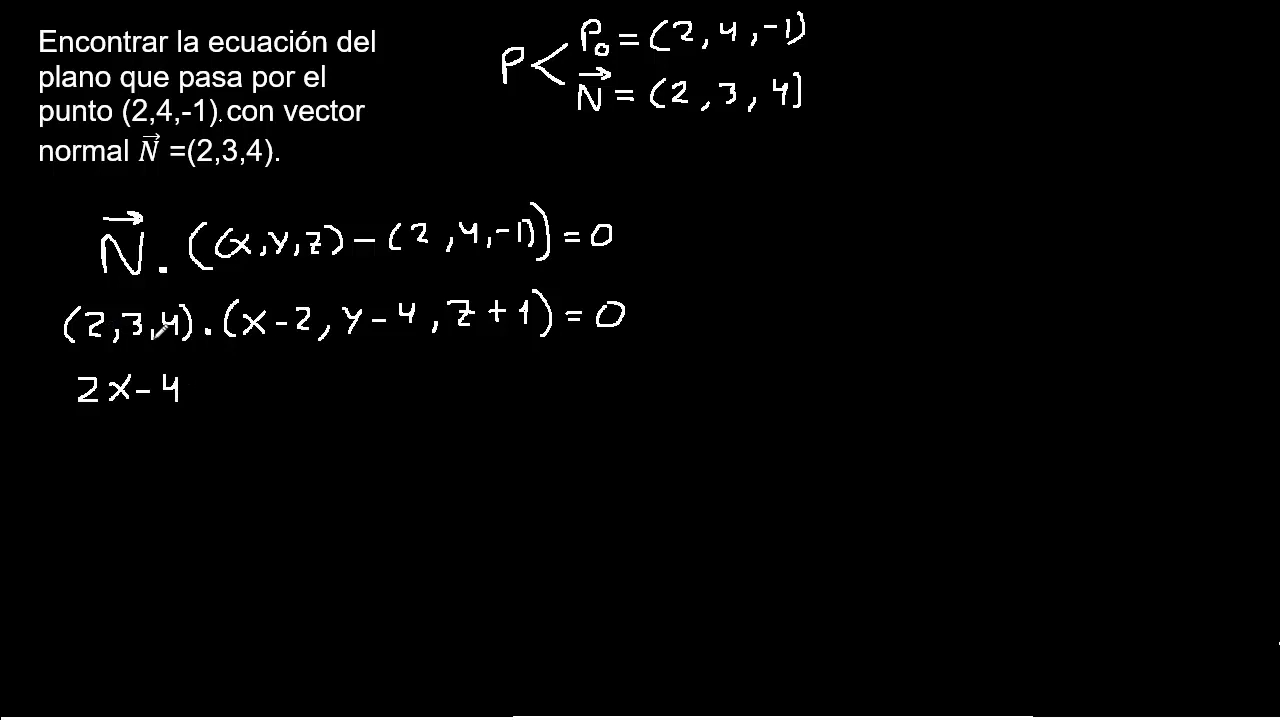 Encontrar la ecuación del
plano que pasa por el
punto (2,4,-1).con vector
normal N⃗ =(2,3,4).
P < P₀ = (2, 4, -1)
N⃗ = (2, 3, 4]
N⃗ . ((x,y,z) - (2,4,-1)) = 0
(2,3,4) . (x-2, y-4, z+1) = 0
2x-4